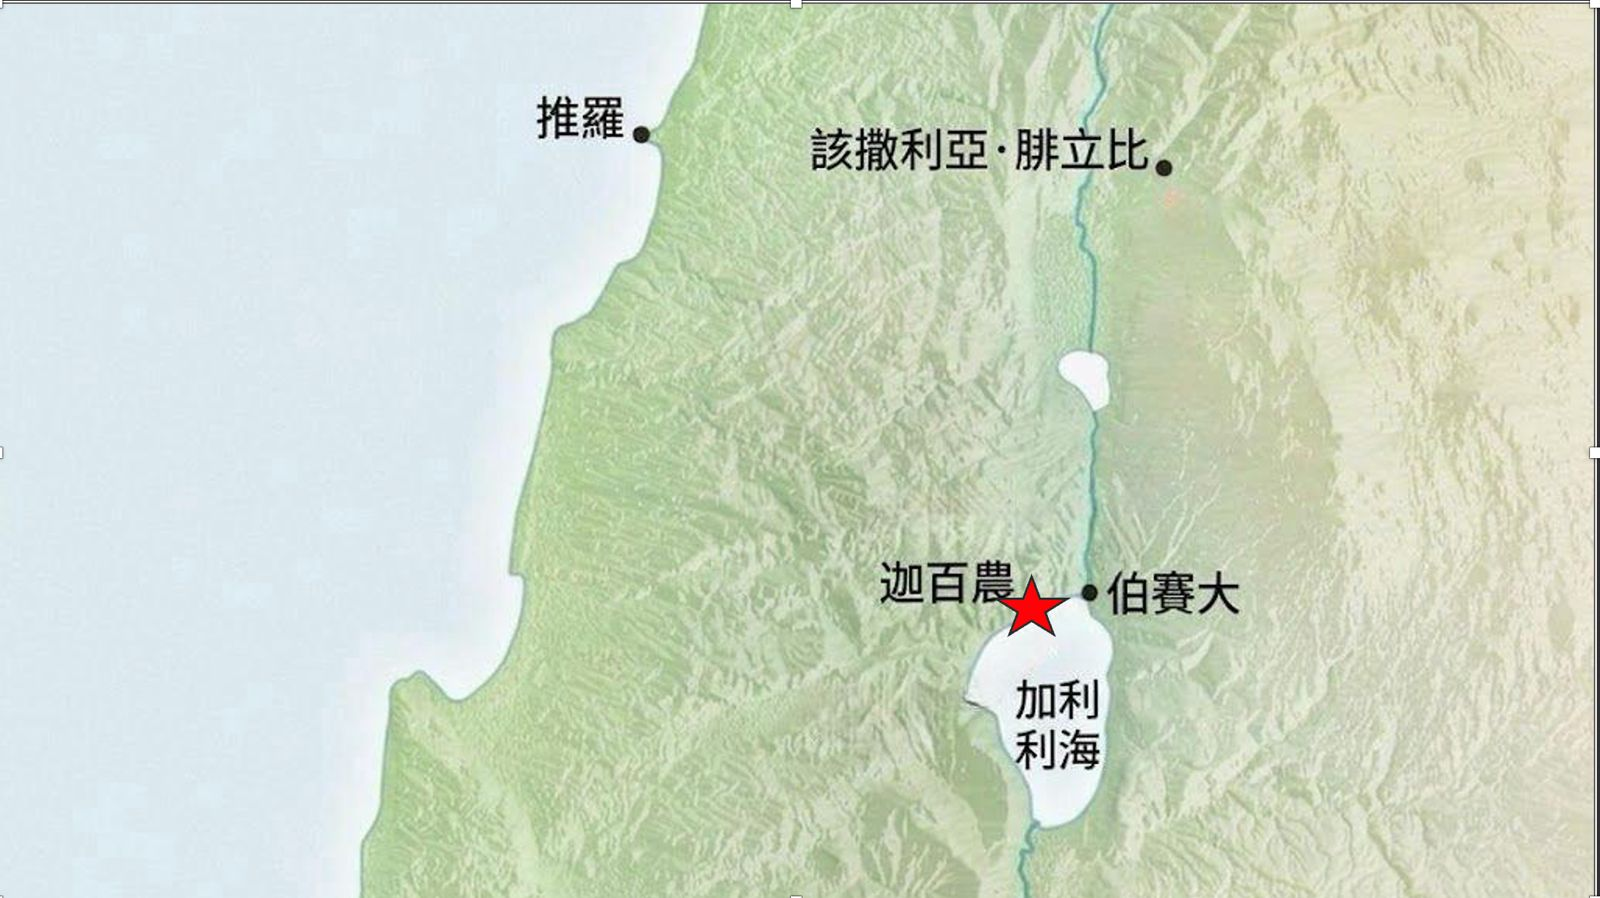 推羅
該撒利亞·腓立比
迦百農
伯賽大
加利
利海